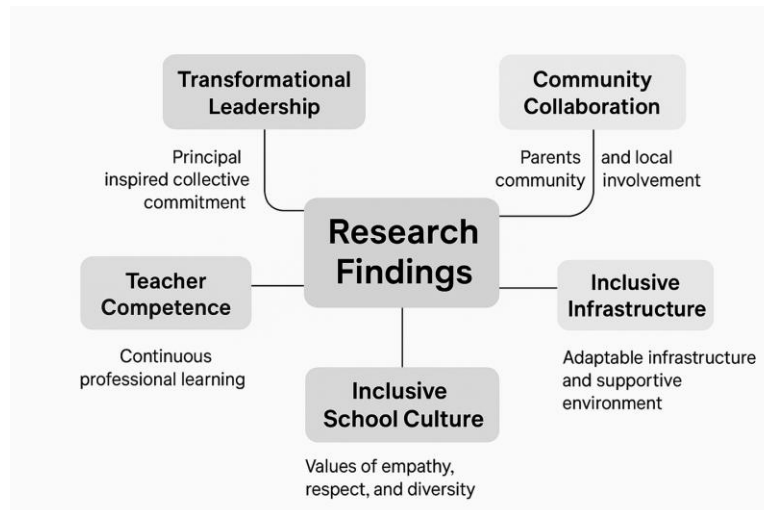 Transformational
Leadership
Community
Collaboration
Principal
inspired collective
commitment
Parents and local
community involvement
Research
Findings
Teacher
Competence
Inclusive
Infrastructure
Continuous
professional learning
Adaptable infrastructure
and supportive
environment
Inclusive
School Culture
Values of empathy,
respect, and diversity